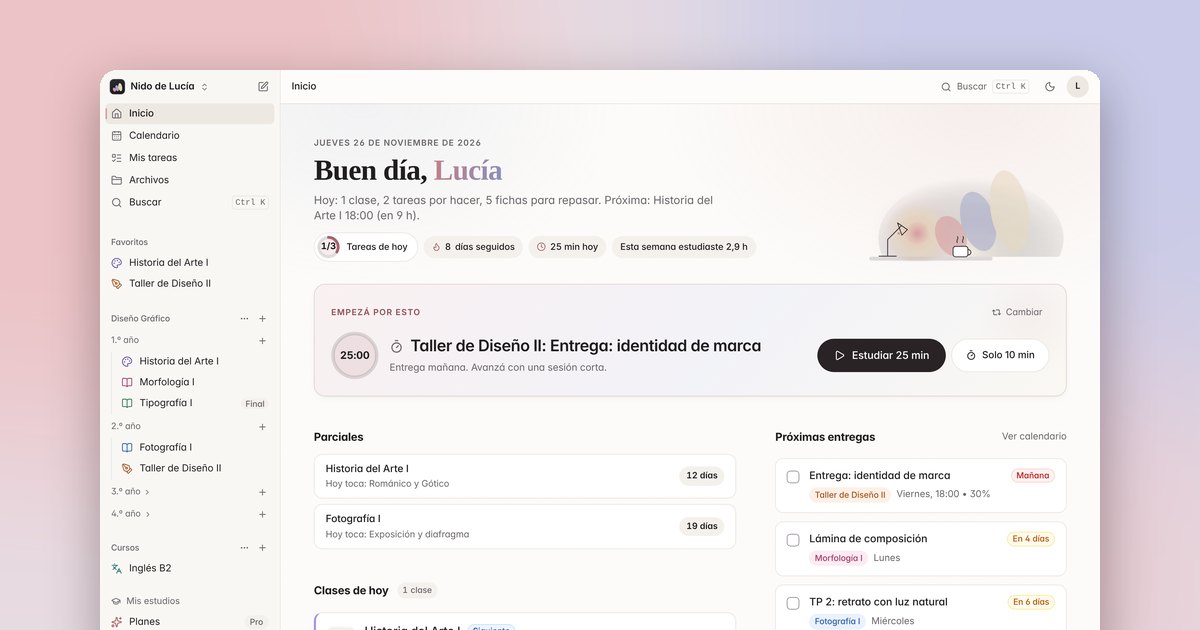 Nido de Lucía
Inicio
Calendario
Mis tareas
Archivos
Buscar Ctrl K
Favoritos
Historia del Arte I
Taller de Diseño II
Diseño Gráfico
1.º año
Historia del Arte I
Morfología I
Tipografía I Final
2.º año
Fotografía I
Taller de Diseño II
3.º año
4.º año
Cursos
Inglés B2
Mis estudios
Planes Pro
Inicio
Buscar Ctrl K
L
JUEVES 26 DE NOVIEMBRE DE 2026
Buen día, Lucía
Hoy: 1 clase, 2 tareas por hacer, 5 fichas para repasar. Próxima: Historia del
Arte I 18:00 (en 9 h).
1/3 Tareas de hoy
8 días seguidos
25 min hoy
Esta semana estudiaste 2,9 h
EMPEZÁ POR ESTO
Cambiar
25:00
Taller de Diseño II: Entrega: identidad de marca
Entrega mañana. Avanzá con una sesión corta.
Estudiar 25 min
Solo 10 min
Parciales
Historia del Arte I
Hoy toca: Románico y Gótico
12 días
Fotografía I
Hoy toca: Exposición y diafragma
19 días
Clases de hoy 1 clase
Historia del Arte I Siguiente
Próximas entregas
Ver calendario
Entrega: identidad de marca
Mañana
Taller de Diseño II Viernes, 18:00 • 30%
Lámina de composición
En 4 días
Morfología I Lunes
TP 2: retrato con luz natural
En 6 días
Fotografía I Miércoles